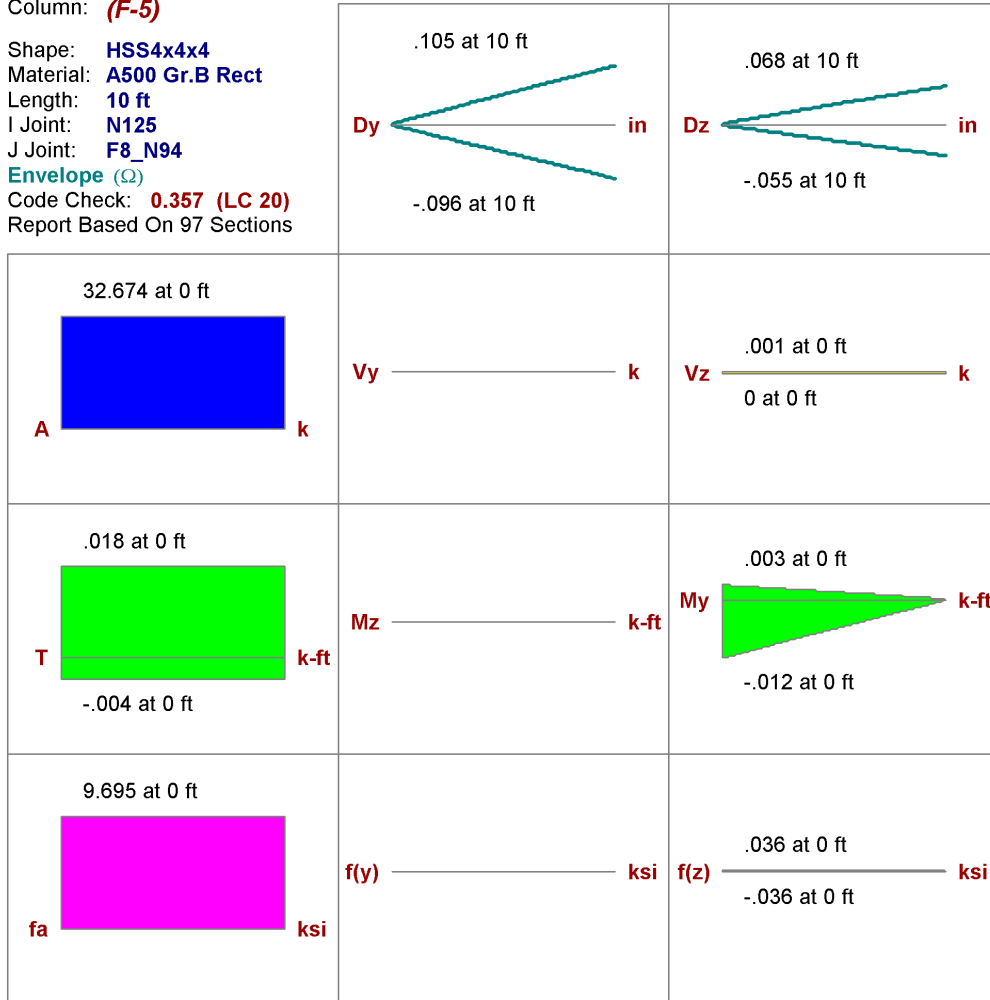 Column: (F-5)
Shape: HSS4x4x4
Material: A500 Gr.B Rect
Length: 10 ft
I Joint: N125
J Joint: F8_N94
Envelope (Ω)
Code Check: 0.357 (LC 20)
Report Based On 97 Sections
.105 at 10 ft
Dy in
-.096 at 10 ft
.068 at 10 ft
Dz in
-.055 at 10 ft
32.674 at 0 ft
A k
Vy k
.001 at 0 ft
Vz k
0 at 0 ft
.018 at 0 ft
T k-ft
-.004 at 0 ft
Mz k-ft
.003 at 0 ft
My k-ft
-.012 at 0 ft
9.695 at 0 ft
fa ksi
f(y) ksi
.036 at 0 ft
f(z) ksi
-.036 at 0 ft